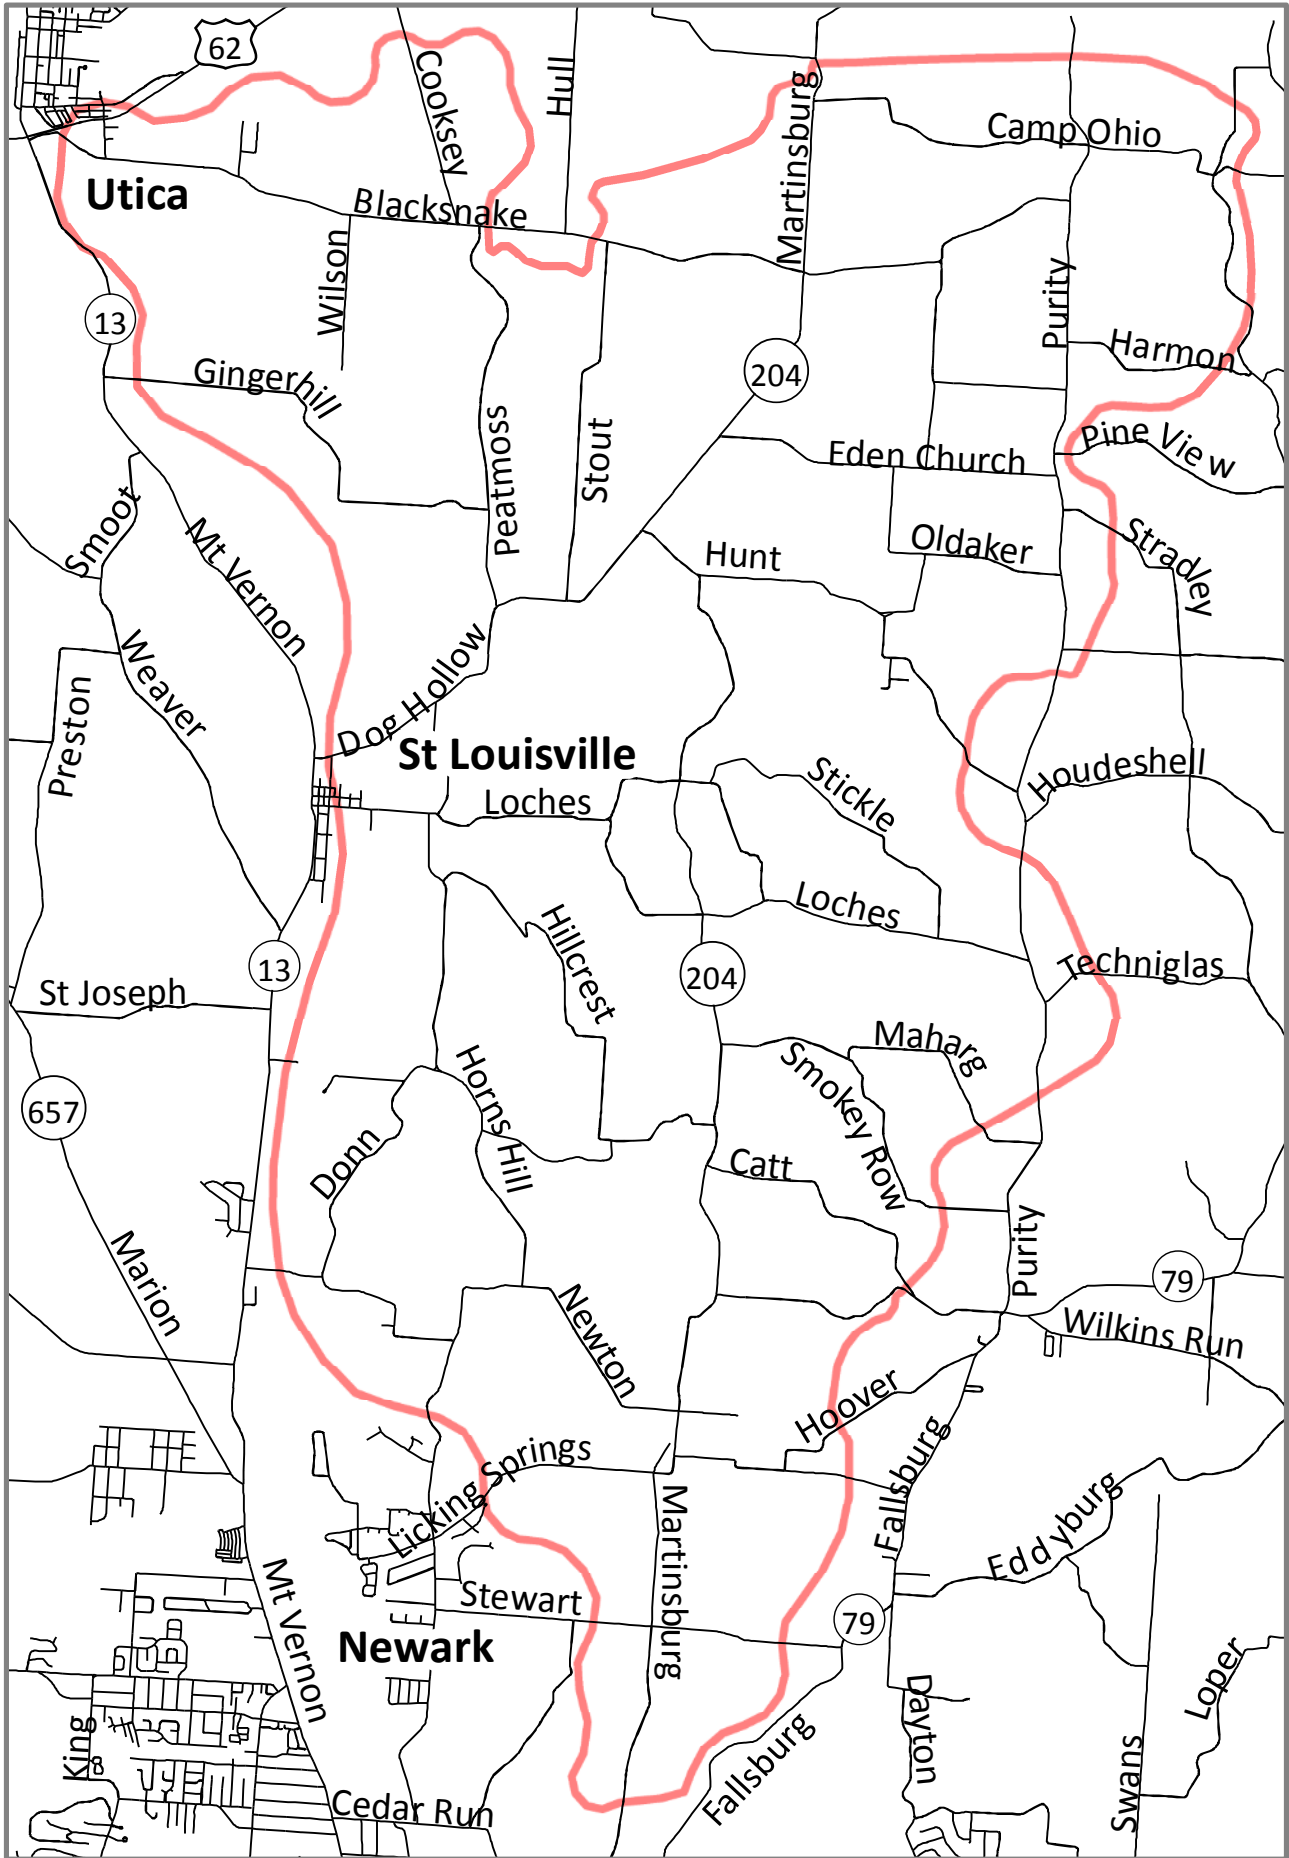 62
Cooksey
Hull
Martinsburg
Camp Ohio
Utica
Blacksnake
Wilson
Purity
13
Harmon
Gingerhill
204
Peatmoss
Stout
Eden Church
Pine View
Smoot
Mt Vernon
Hunt
Oldaker
Stradley
Weaver
Preston
Dog Hollow
St Louisville
Loches
Stickle
Houdeshell
Loches
Hillcrest
13
204
Techniglas
St Joseph
Maharg
Horns Hill
Smokey Row
657
Donn
Catt
Marion
Purity
79
Newton
Wilkins Run
Hoover
Licking Springs
Fallsburg
Martinsburg
Eddyburg
Mt Vernon
Stewart
79
Newark
Loper
Dayton
King
Fallsburg
Swans
Cedar Run